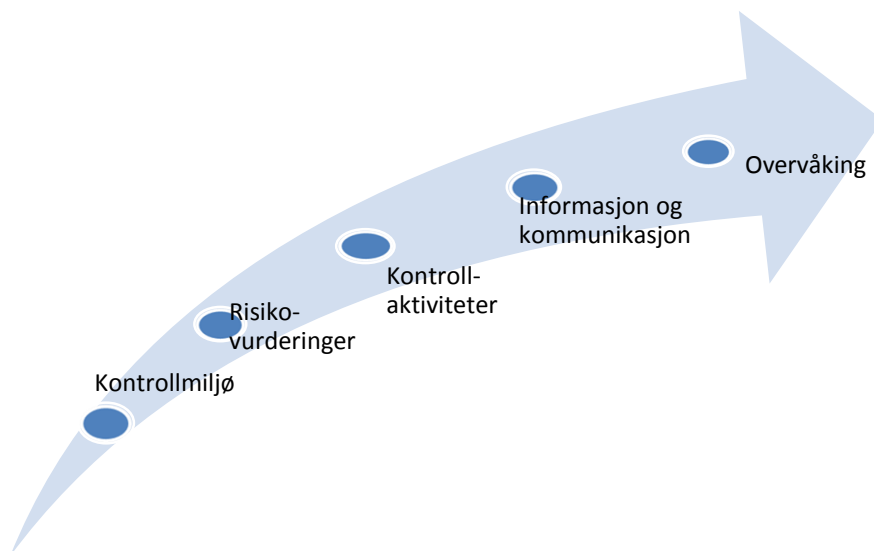 Overvåking
Informasjon og
kommunikasjon
Kontroll-
aktiviteter
Risiko-
vurderinger
Kontrollmiljø